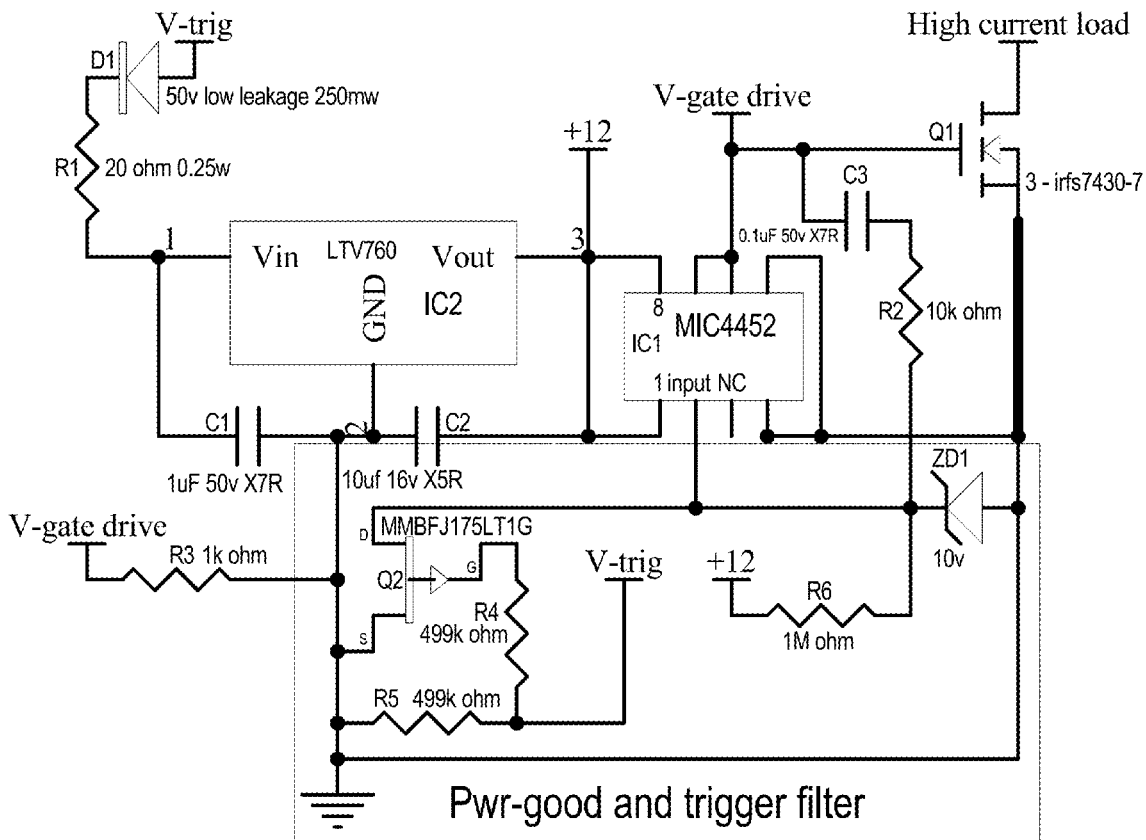 V-trig
High current load
D1
50v low leakage 250mw
V-gate drive
+12
Q1
R1
20 ohm 0.25w
C3
3 - irfs7430-7
0.1uF 50v X7R
1
3
Vin
LTV760
Vout
GND
IC2
8
MIC4452
IC1
R2
10k ohm
1 input NC
C1
2
C2
1uF 50v X7R
10uf 16v X5R
ZD1
10v
V-gate drive
R3 1k ohm
D
MMBFJ175LT1G
G
Q2
S
V-trig
+12
R4
499k ohm
R6
1M ohm
R5 499k ohm
Pwr-good and trigger filter